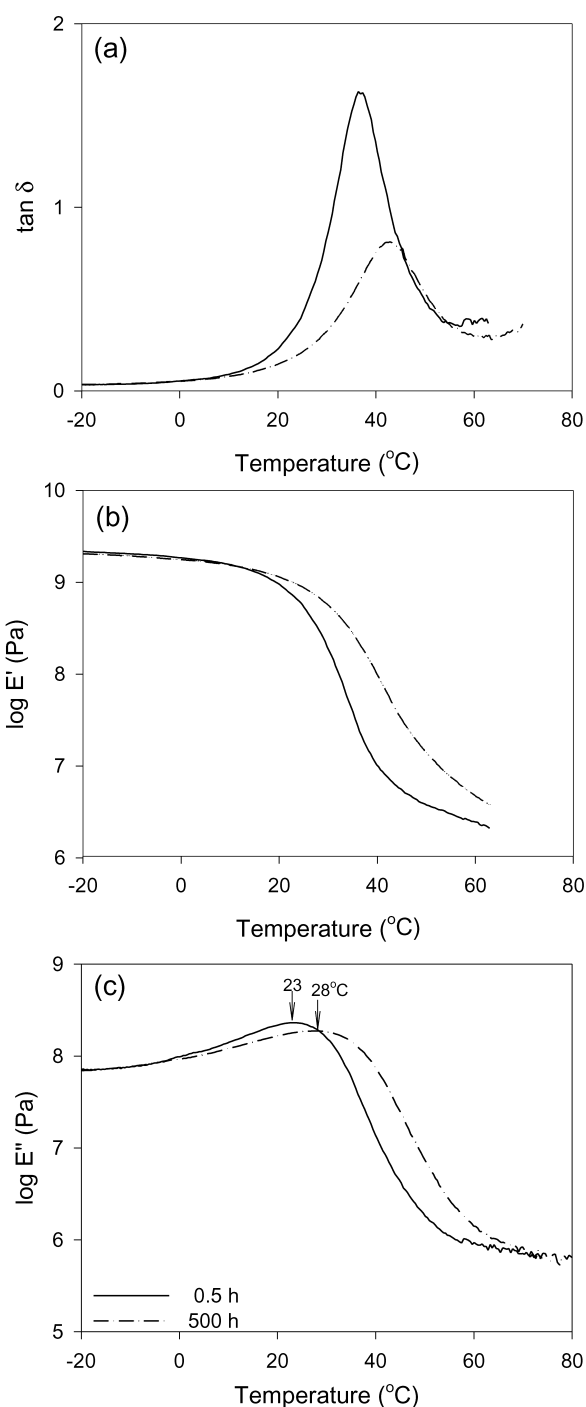 (a)
2
1
0
tan δ
-20 0 20 40 60 80
Temperature (°C)
(b)
10
9
8
7
6
log E' (Pa)
-20 0 20 40 60 80
Temperature (°C)
(c)
9
8
7
6
5
log E" (Pa)
23 28°C
0.5 h
500 h
-20 0 20 40 60 80
Temperature (°C)